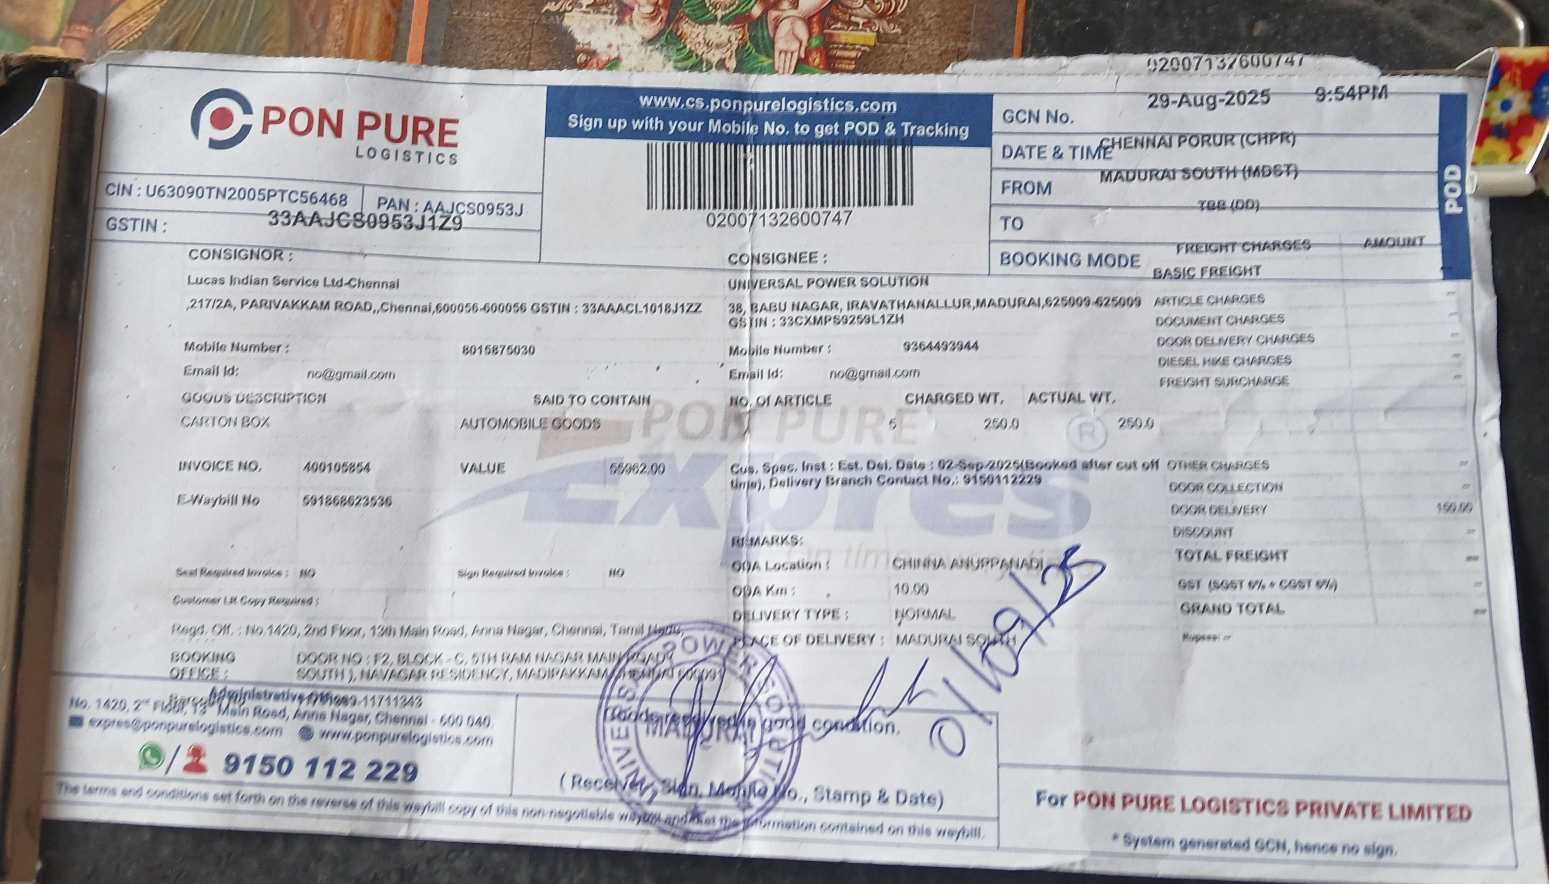 02007132600747
PON PURE
LOGISTICS
www.cs.ponpurelogistics.com
Sign up with your Mobile No. to get POD & Tracking
02007132600747
GCN No.
29-Aug-2025 9:54PM
DATE & TIME
CHENNAI PORUR (CHPR)
FROM
MADURAI SOUTH (MDST)
TO
TBB (DD)
BOOKING MODE
POD
CIN : U63090TN2005PTC56468
PAN : AAJCS0953J
GSTIN : 33AAJCS0953J1Z9
CONSIGNOR :
Lucas Indian Service Ltd-Chennai
,217/2A, PARIVAKKAM ROAD,,Chennai,600056-600056 GSTIN : 33AAACL1018J1ZZ
Mobile Number : 8015875030
Email Id: no@gmail.com
CONSIGNEE :
UNIVERSAL POWER SOLUTION
38, BABU NAGAR, IRAVATHANALLUR,MADURAI,625009-625009
GSTIN : 33CXMPS9259L1ZH
Mobile Number : 9364493944
Email Id: no@gmail.com
FREIGHT CHARGES AMOUNT
BASIC FREIGHT
ARTICLE CHARGES --
DOCUMENT CHARGES
DOOR DELIVERY CHARGES
DIESEL HIKE CHARGES --
FREIGHT SURCHARGE --
GOODS DESCRIPTION SAID TO CONTAIN NO. Of ARTICLE CHARGED WT. ACTUAL WT.
CARTON BOX AUTOMOBILE GOODS 5 250.0 250.0
PON PURE
Expres
®
INVOICE NO. 400105854 VALUE 55962.00
E-Waybill No 591868623536
Cus. Spec. Inst : Est. Del. Date : 02-Sep-2025(Booked after cut off
time), Delivery Branch Contact No.: 9150112229
OTHER CHARGES --
DOOR COLLECTION --
DOOR DELIVERY 150.00
DISCOUNT --
TOTAL FREIGHT --
GST (SGST 6% + CGST 6%) --
GRAND TOTAL --
Rupees: --
REMARKS:
ODA Location : CHINNA ANUPPANADI
ODA Km : 10.00
DELIVERY TYPE : NORMAL
PLACE OF DELIVERY : MADURAI SOUTH
Seal Required Invoice : NO Sign Required Invoice : NO
Customer LR Copy Required :
Regd. Off. : No.1420, 2nd Floor, 13th Main Road, Anna Nagar, Chennai, Tamil Nadu,
BOOKING OFFICE : DOOR NO : F2, BLOCK - C, 5TH RAM NAGAR MAIN ROAD
SOUTH ), NAVAGAR RESIDENCY, MADIPAKKAM, CHENNAI 600091
Administrative Office
No. 1420, 2nd Floor, 13th Main Road, Anna Nagar, Chennai - 600 040.
expres@ponpurelogistics.com www.ponpurelogistics.com
9150 112 229
UNIVERSAL POWER SOLUTION
MADURAI
01/09/25
Goods received in good condition.
( Receiver, Sign, Mobile No., Stamp & Date)
The terms and conditions set forth on the reverse of this waybill copy of this non-negotiable waybill and that the information contained on this waybill.
For PON PURE LOGISTICS PRIVATE LIMITED
* System generated GCN, hence no sign.